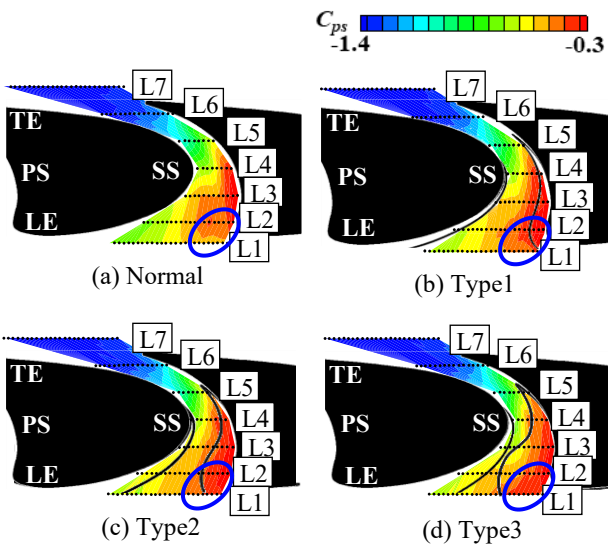 C_ps
-1.4 -0.3
L7
L6
TE
L5
L4
PS
SS
L3
LE
L2
L1
(a) Normal
L7
L6
TE
L5
L4
PS
SS
L3
LE
L2
L1
(b) Type1
L7
L6
TE
L5
L4
PS
SS
L3
LE
L2
L1
(c) Type2
L7
L6
TE
L5
L4
PS
SS
L3
LE
L2
L1
(d) Type3